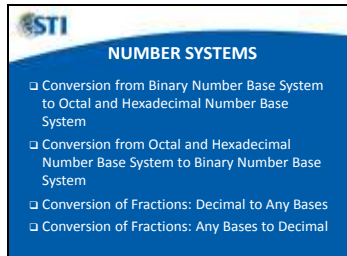 STI
NUMBER SYSTEMS
❑ Conversion from Binary Number Base System
to Octal and Hexadecimal Number Base
System
❑ Conversion from Octal and Hexadecimal
Number Base System to Binary Number Base
System
❑ Conversion of Fractions: Decimal to Any Bases
❑ Conversion of Fractions: Any Bases to Decimal